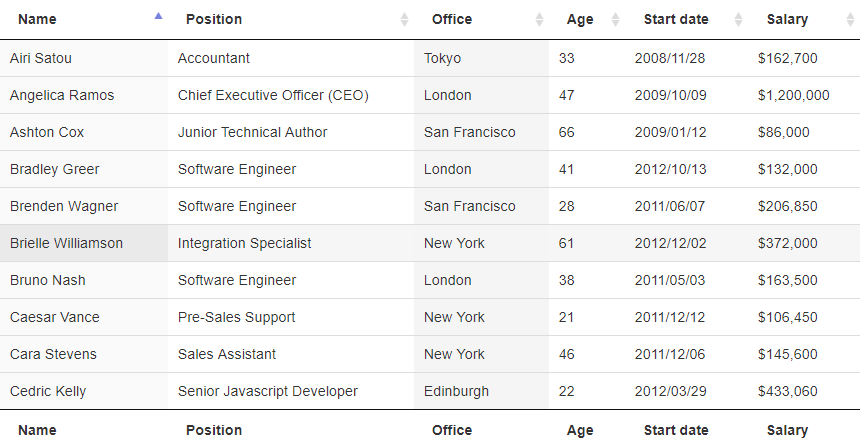 Name Position Office Age Start date Salary
Airi Satou Accountant Tokyo 33 2008/11/28 $162,700
Angelica Ramos Chief Executive Officer (CEO) London 47 2009/10/09 $1,200,000
Ashton Cox Junior Technical Author San Francisco 66 2009/01/12 $86,000
Bradley Greer Software Engineer London 41 2012/10/13 $132,000
Brenden Wagner Software Engineer San Francisco 28 2011/06/07 $206,850
Brielle Williamson Integration Specialist New York 61 2012/12/02 $372,000
Bruno Nash Software Engineer London 38 2011/05/03 $163,500
Caesar Vance Pre-Sales Support New York 21 2011/12/12 $106,450
Cara Stevens Sales Assistant New York 46 2011/12/06 $145,600
Cedric Kelly Senior Javascript Developer Edinburgh 22 2012/03/29 $433,060
Name Position Office Age Start date Salary